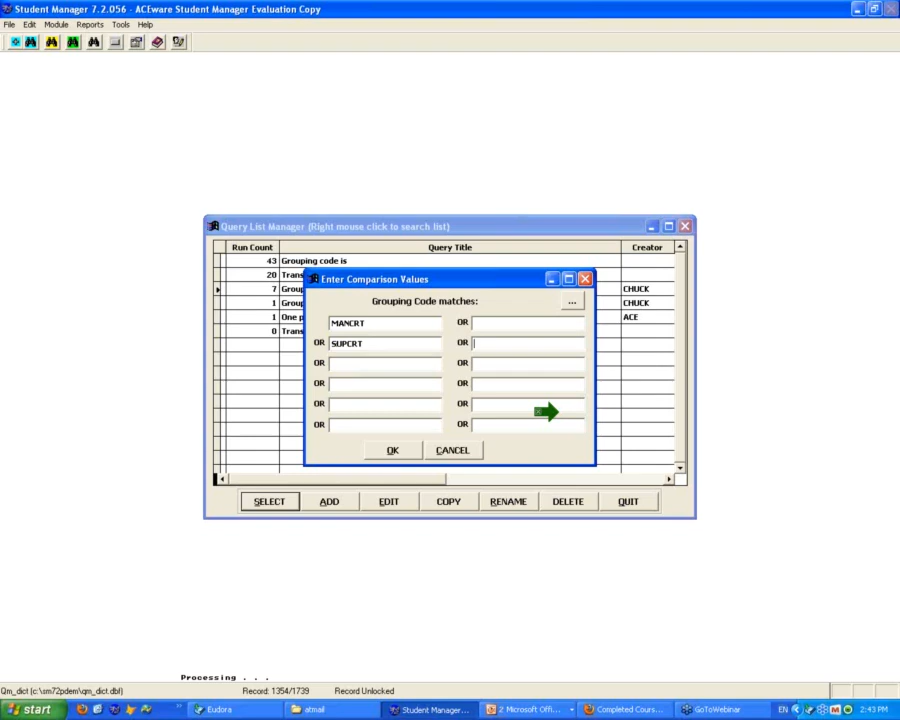 Student Manager 7.2.056 - ACEware Student Manager Evaluation Copy
File Edit Module Reports Tools Help
Query List Manager (Right mouse click to search list)
Run Count Query Title Creator
43 Grouping code is
20 Trans
7 Group CHUCK
1 Group CHUCK
1 One p ACE
0 Trans
Enter Comparison Values
Grouping Code matches: ...
MANCRT OR
OR SUPCRT OR
OR OR
OR OR
OR OR
OR OR
OK CANCEL
SELECT ADD EDIT COPY RENAME DELETE QUIT
Processing . . .
Qm_dict (c:\sm72pdem\qm_dict.dbf) Record: 1354/1739 Record Unlocked
start Eudora atmail Student Manager... 2 Microsoft Offi... Completed Cours... GoToWebinar EN 2:43 PM